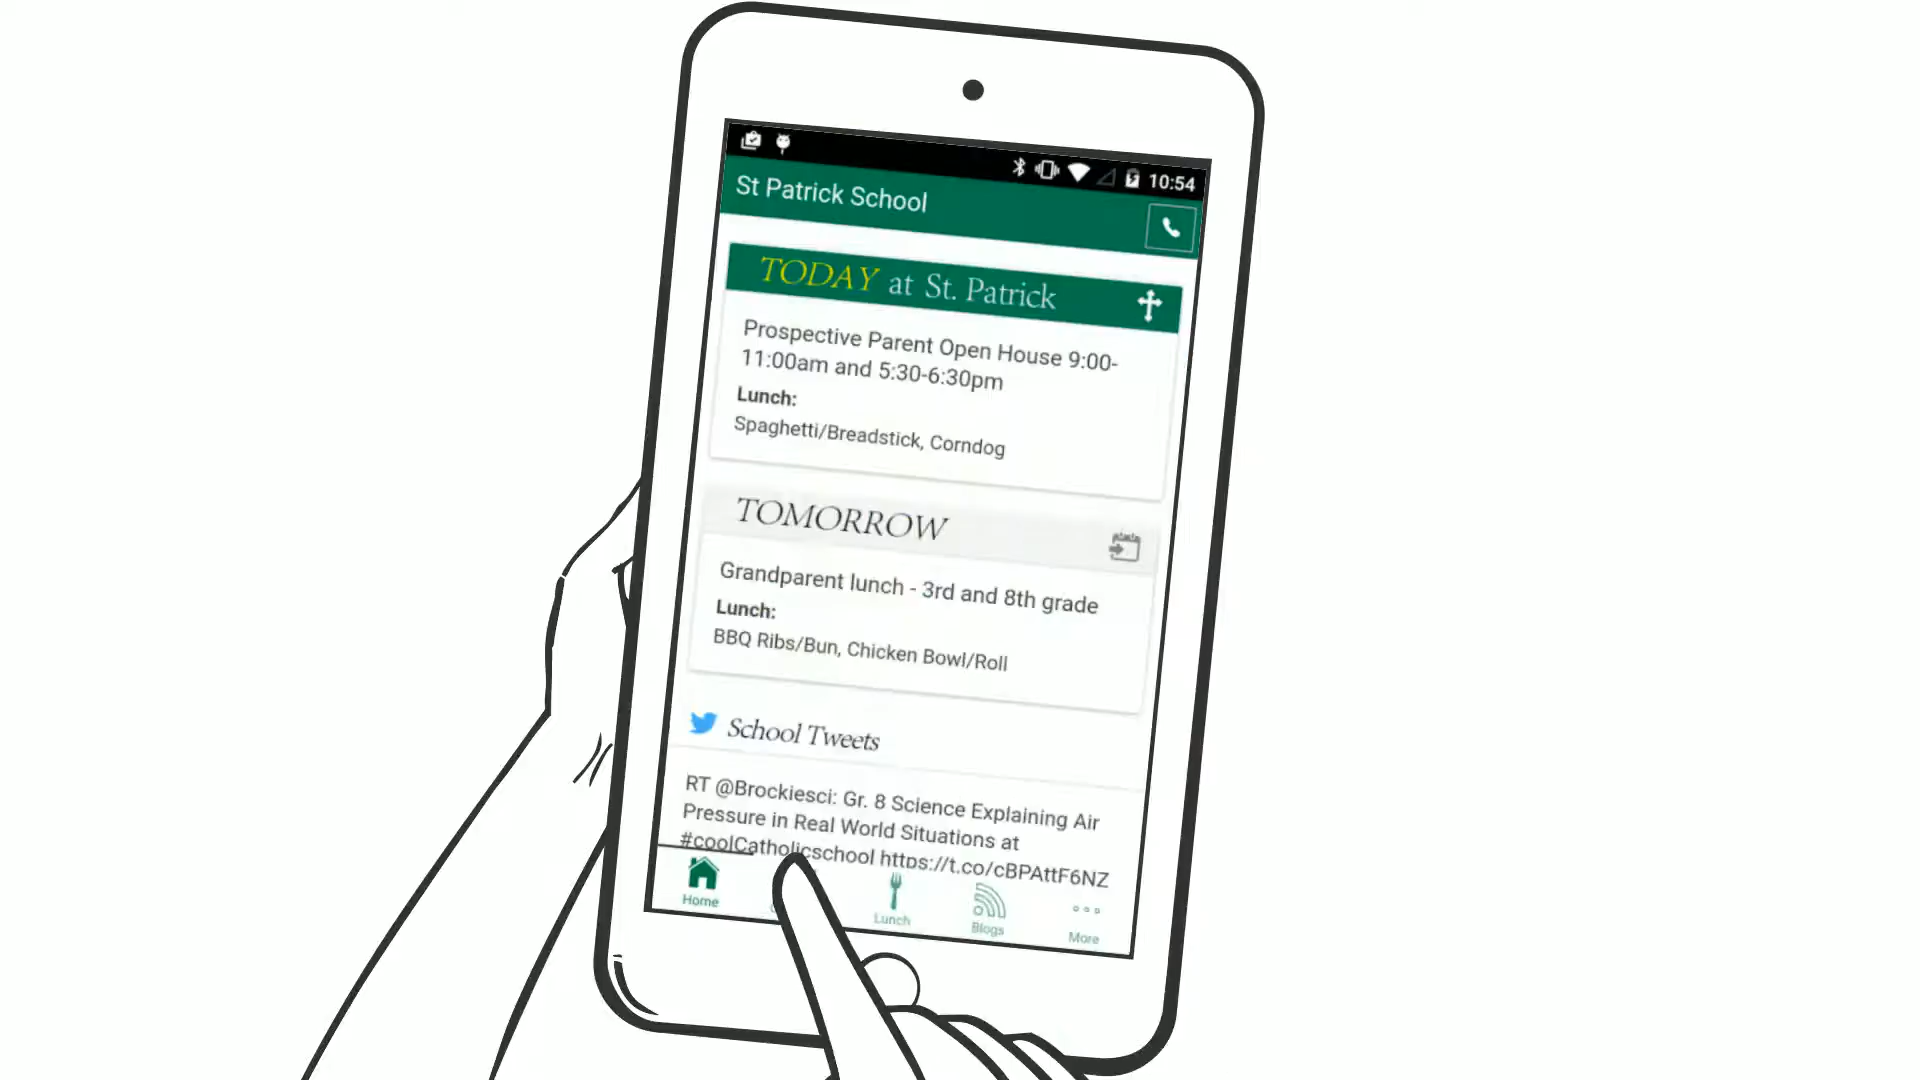 10:54
St Patrick School
TODAY at St. Patrick
Prospective Parent Open House 9:00-
11:00am and 5:30-6:30pm
Lunch:
Spaghetti/Breadstick, Corndog
TOMORROW
Grandparent lunch - 3rd and 8th grade
Lunch:
BBQ Ribs/Bun, Chicken Bowl/Roll
School Tweets
RT @Brockiesci: Gr. 8 Science Explaining Air
Pressure in Real World Situations at
#coolCatholicschool https://t.co/cBPAttF6NZ
Home
Lunch
Blogs
More